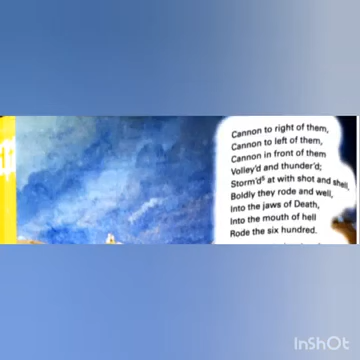 Cannon to right of them,
Cannon to left of them,
Cannon in front of them
Volley'd and thunder'd;
Storm'd⁵ at with shot and shell,
Boldly they rode and well,
Into the jaws of Death,
Into the mouth of hell
Rode the six hundred.
InShOt